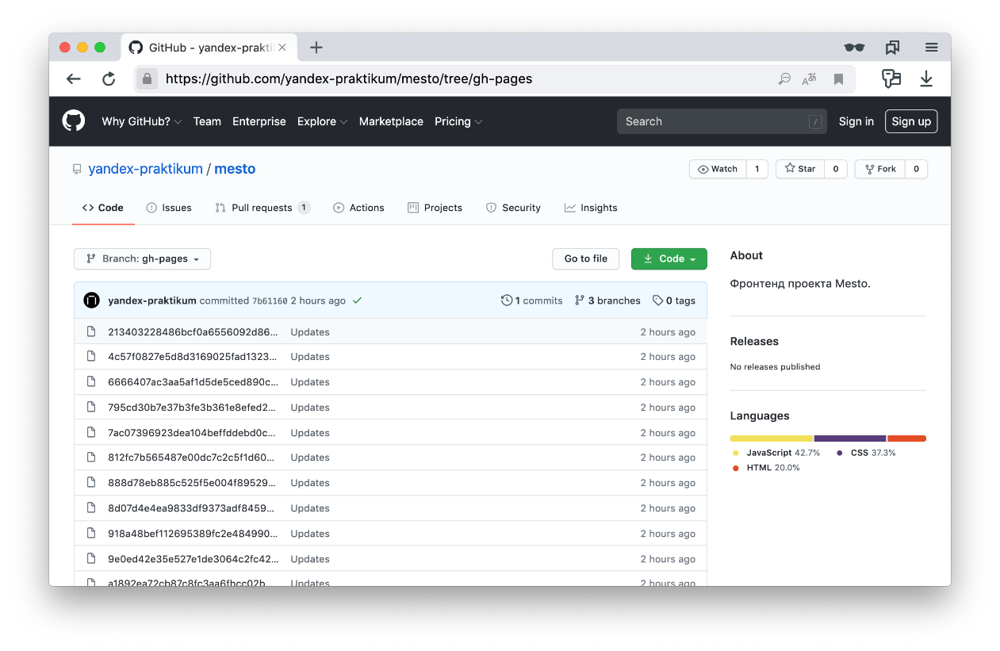 GitHub - yandex-prakti
https://github.com/yandex-praktikum/mesto/tree/gh-pages
Why GitHub? Team Enterprise Explore Marketplace Pricing Search / Sign in Sign up
yandex-praktikum / mesto Watch 1 Star 0 Fork 0
Code Issues Pull requests 1 Actions Projects Security Insights
Branch: gh-pages Go to file Code
yandex-praktikum committed 7b61160 2 hours ago 1 commits 3 branches 0 tags
213403228486bcf0a6556092d86... Updates 2 hours ago
4c57f0827e5d8d3169025fad1323... Updates 2 hours ago
6666407ac3aa5af1d5de5ced890c... Updates 2 hours ago
795cd30b7e37b3fe3b361e8efed2... Updates 2 hours ago
7ac07396923dea104beffddebd0c... Updates 2 hours ago
812fc7b565487e00dc7c2c5f1d60... Updates 2 hours ago
888d78eb885c525f5e004f89529... Updates 2 hours ago
8d07d4e4ea9833df9373adf8459... Updates 2 hours ago
918a48bef112695389fc2e484990... Updates 2 hours ago
9e0ed42e35e527e1de3064c2fc42... Updates 2 hours ago
a1892ea72cb87c8fc3aa6fbcc02b... Updates 2 hours ago
About
Фронтенд проекта Mesto.
Releases
No releases published
Languages
JavaScript 42.7% CSS 37.3%
HTML 20.0%